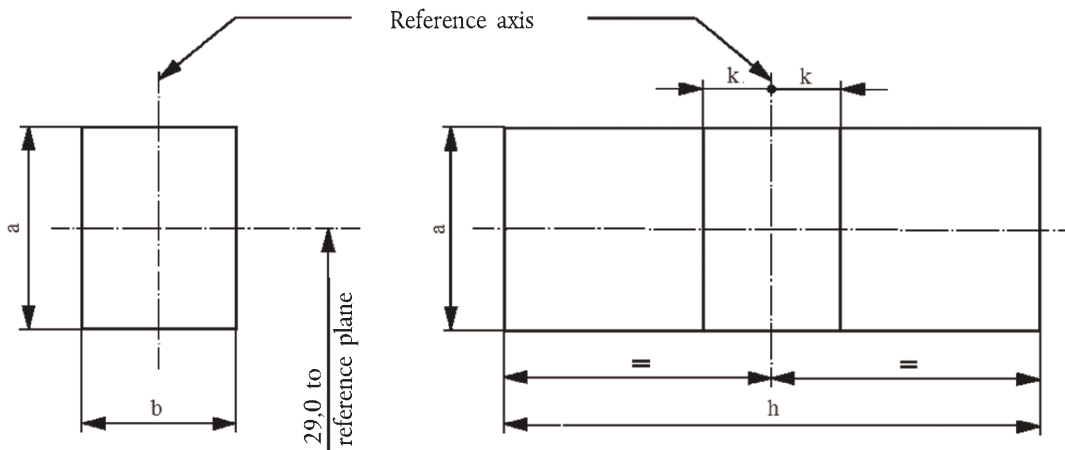 Reference axis
k
k
a
a
29,0 to
reference plane
=
=
b
h